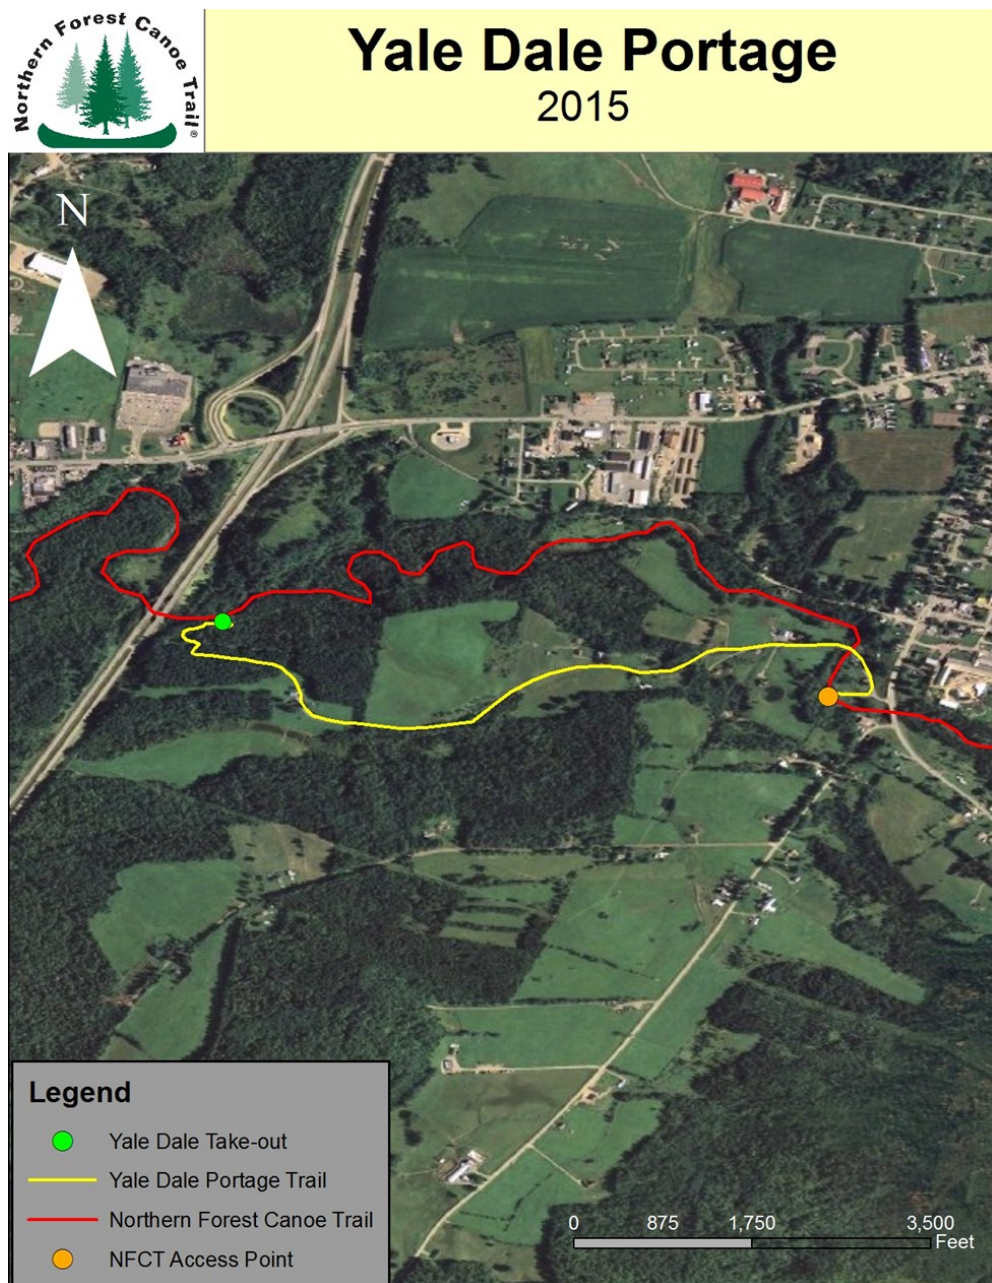 Northern Forest Canoe Trail®
Yale Dale Portage
2015
N
Legend
Yale Dale Take-out
Yale Dale Portage Trail
Northern Forest Canoe Trail
NFCT Access Point
0 875 1,750 3,500
Feet